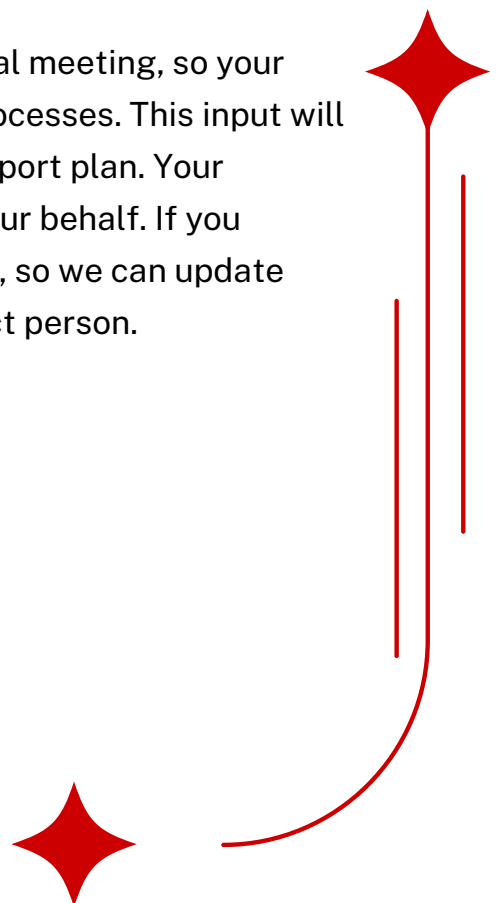 al meeting, so your
ocesses. This input will
port plan. Your
ur behalf. If you
, so we can update
ct person.